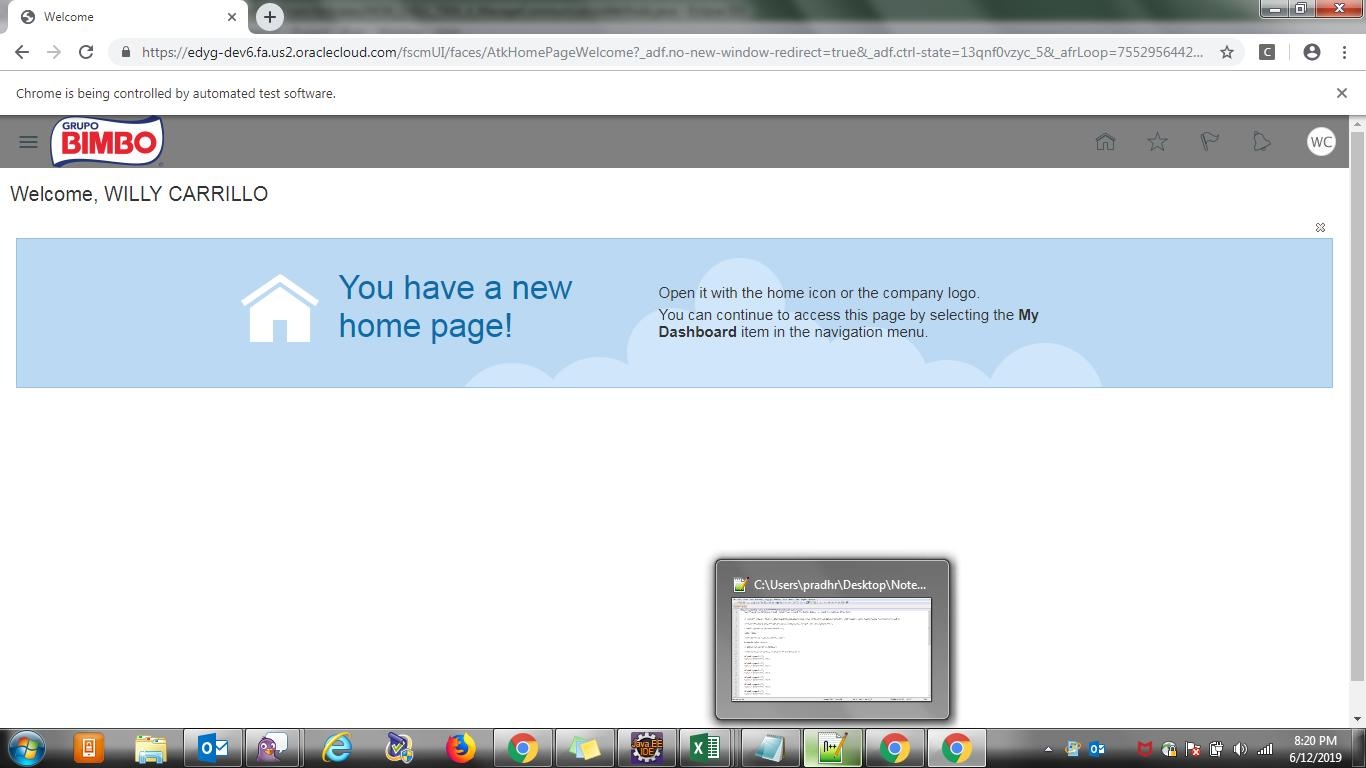 Welcome
https://edyg-dev6.fa.us2.oraclecloud.com/fscmUI/faces/AtkHomePageWelcome?_adf.no-new-window-redirect=true&_adf.ctrl-state=13qnf0vzyc_5&_afrLoop=7552956442...
C
Chrome is being controlled by automated test software.
GRUPO
BIMBO
WC
Welcome, WILLY CARRILLO
You have a new
home page!
Open it with the home icon or the company logo.
You can continue to access this page by selecting the My
Dashboard item in the navigation menu.
C:\Users\pradhr\Desktop\Note...
Java EE
IDE
n++
8:20 PM
6/12/2019